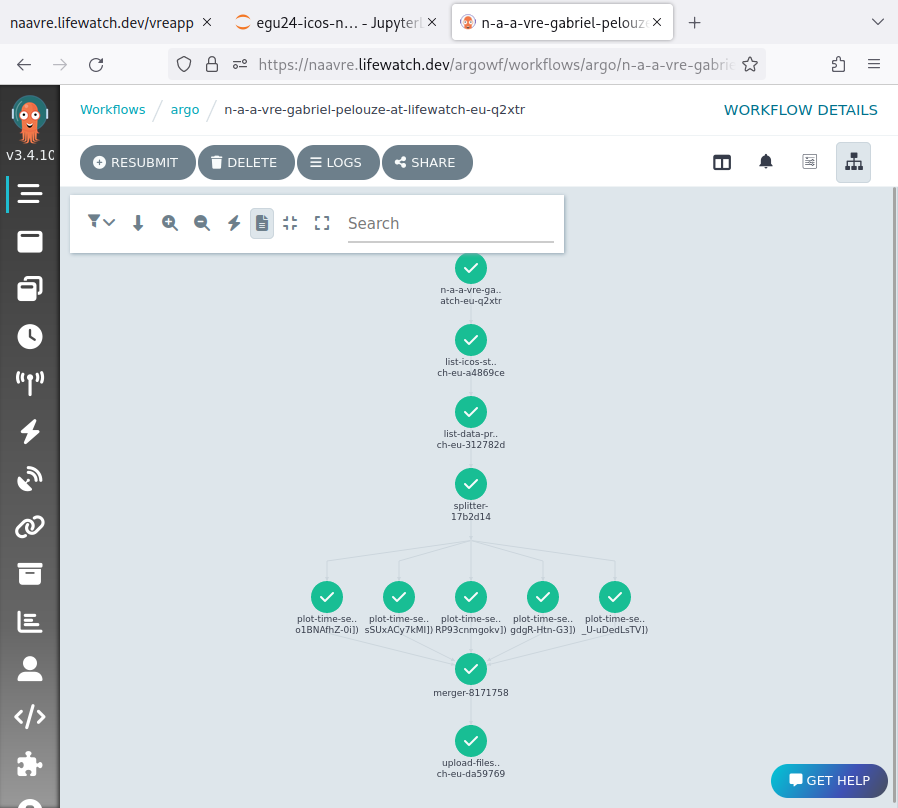 naavre.lifewatch.dev/vreapp
egu24-icos-n… - Jupyterl
n-a-a-vre-gabriel-pelouze
https://naavre.lifewatch.dev/argowf/workflows/argo/n-a-a-vre-gabrie
Workflows / argo / n-a-a-vre-gabriel-pelouze-at-lifewatch-eu-q2xtr
WORKFLOW DETAILS
v3.4.10
RESUBMIT
DELETE
LOGS
SHARE
Search
n-a-a-vre-ga..
atch-eu-q2xtr
list-icos-st..
ch-eu-a4869ce
list-data-pr..
ch-eu-312782d
splitter-
17b2d14
plot-time-se..
o1BNAfhZ-0i])
plot-time-se..
sSUxACy7kMI])
plot-time-se..
RP93cnmgokv])
plot-time-se..
gdgR-Htn-G3])
plot-time-se..
_U-uDedLsTV])
merger-8171758
upload-files..
ch-eu-da59769
GET HELP